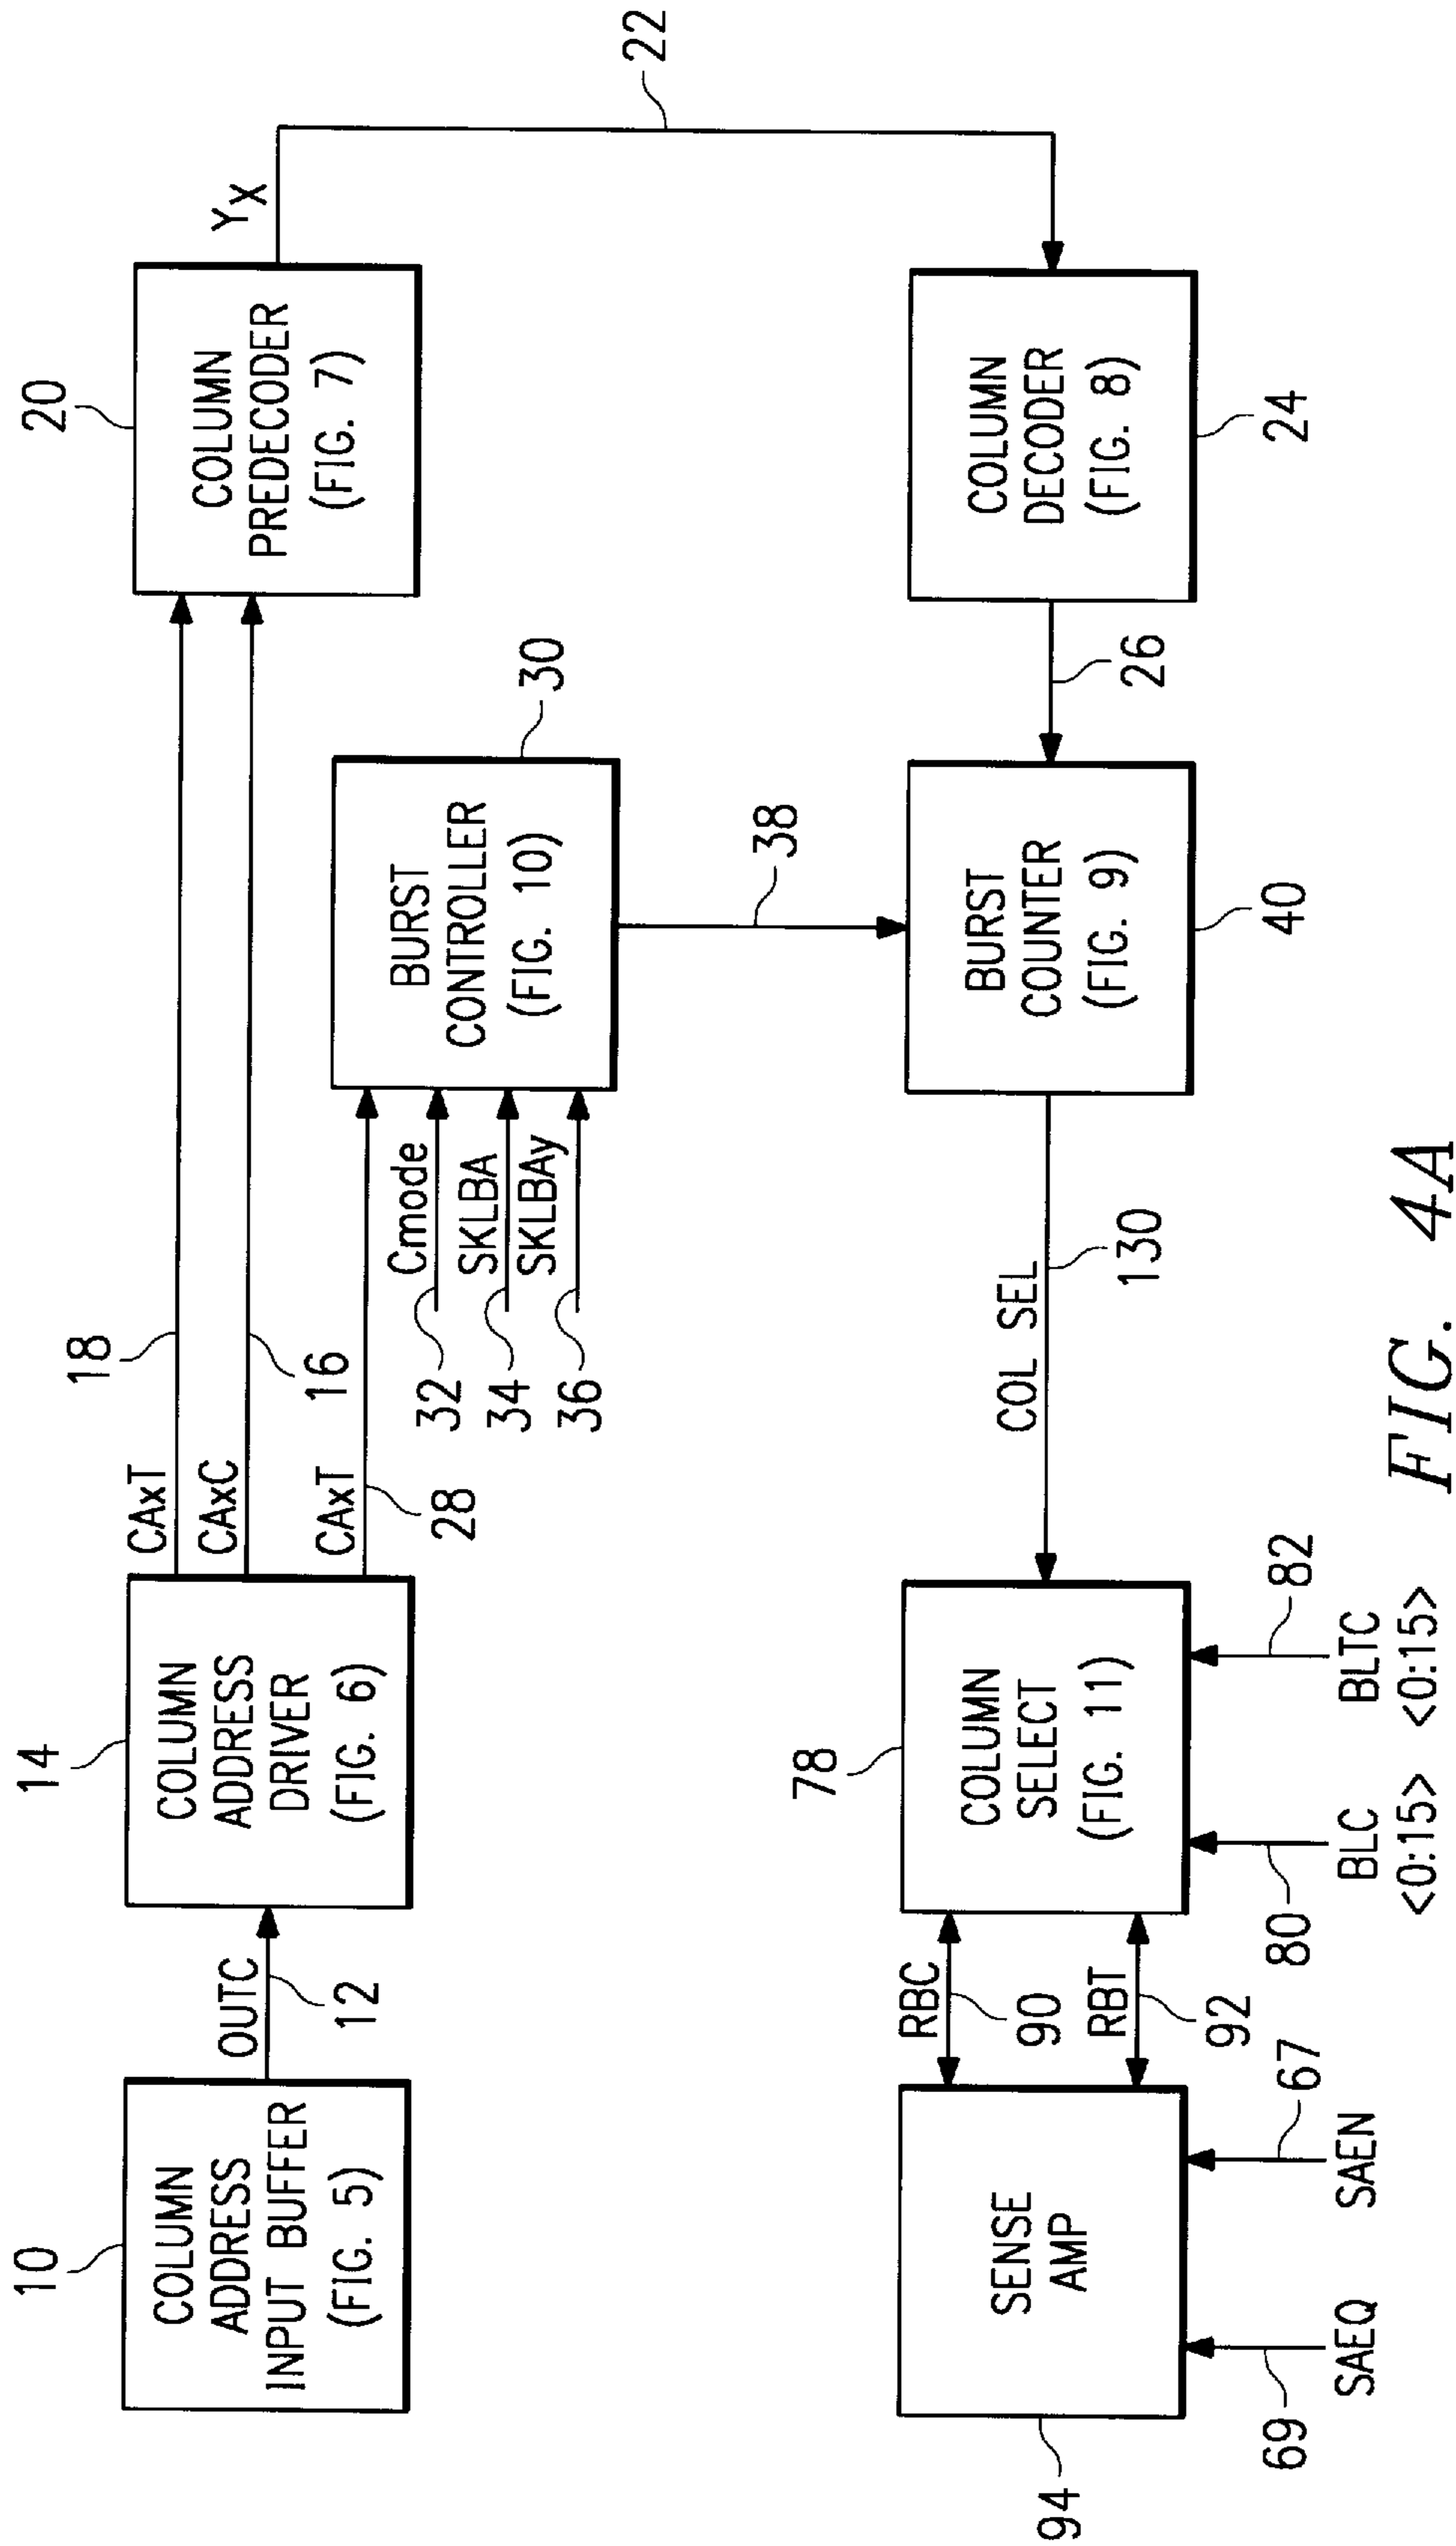 10
COLUMN
ADDRESS
INPUT BUFFER
(FIG. 5)
OUTC
12
14
COLUMN
ADDRESS
DRIVER
(FIG. 6)
CAxT
18
CAxC
16
CAxT
28
20
COLUMN
PREDECODER
(FIG. 7)
YX
22
Cmode
32
SKLBA
34
SKLBAy
36
BURST
CONTROLLER
(FIG. 10)
30
38
COLUMN
DECODER
(FIG. 8)
24
26
BURST
COUNTER
(FIG. 9)
40
COL SEL
130
78
COLUMN
SELECT
(FIG. 11)
80
BLC
<0:15>
82
BLTC
<0:15>
RBC
90
RBT
92
SENSE
AMP
94
69
SAEQ
67
SAEN
FIG. 4A